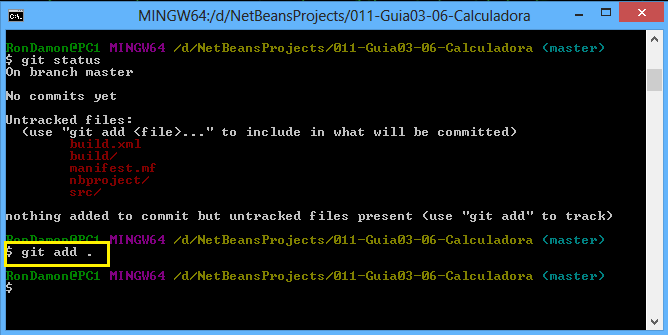 MINGW64:/d/NetBeansProjects/011-Guia03-06-Calculadora
RonDamon@PC1 MINGW64 /d/NetBeansProjects/011-Guia03-06-Calculadora (master)
$ git status
On branch master
No commits yet
Untracked files:
(use "git add <file>..." to include in what will be committed)
build.xml
build/
manifest.mf
nbproject/
src/
nothing added to commit but untracked files present (use "git add" to track)
RonDamon@PC1 MINGW64 /d/NetBeansProjects/011-Guia03-06-Calculadora (master)
$ git add .
RonDamon@PC1 MINGW64 /d/NetBeansProjects/011-Guia03-06-Calculadora (master)
$